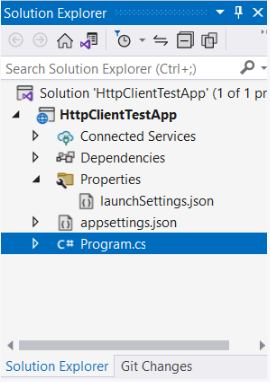 Solution Explorer
Search Solution Explorer (Ctrl+;)
Solution 'HttpClientTestApp' (1 of 1 pr
HttpClientTestApp
Connected Services
Dependencies
Properties
launchSettings.json
appsettings.json
C# Program.cs
Solution Explorer Git Changes